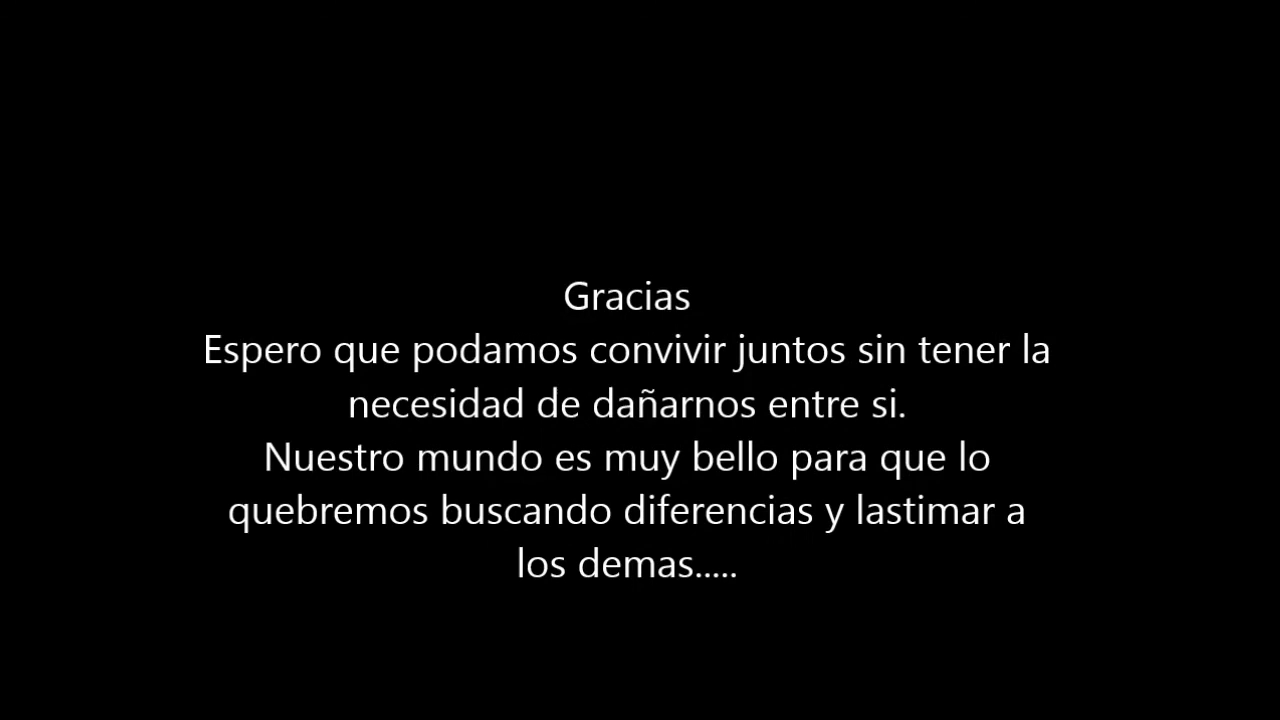 Gracias
Espero que podamos convivir juntos sin tener la
necesidad de dañarnos entre si.
Nuestro mundo es muy bello para que lo
quebremos buscando diferencias y lastimar a
los demas.....